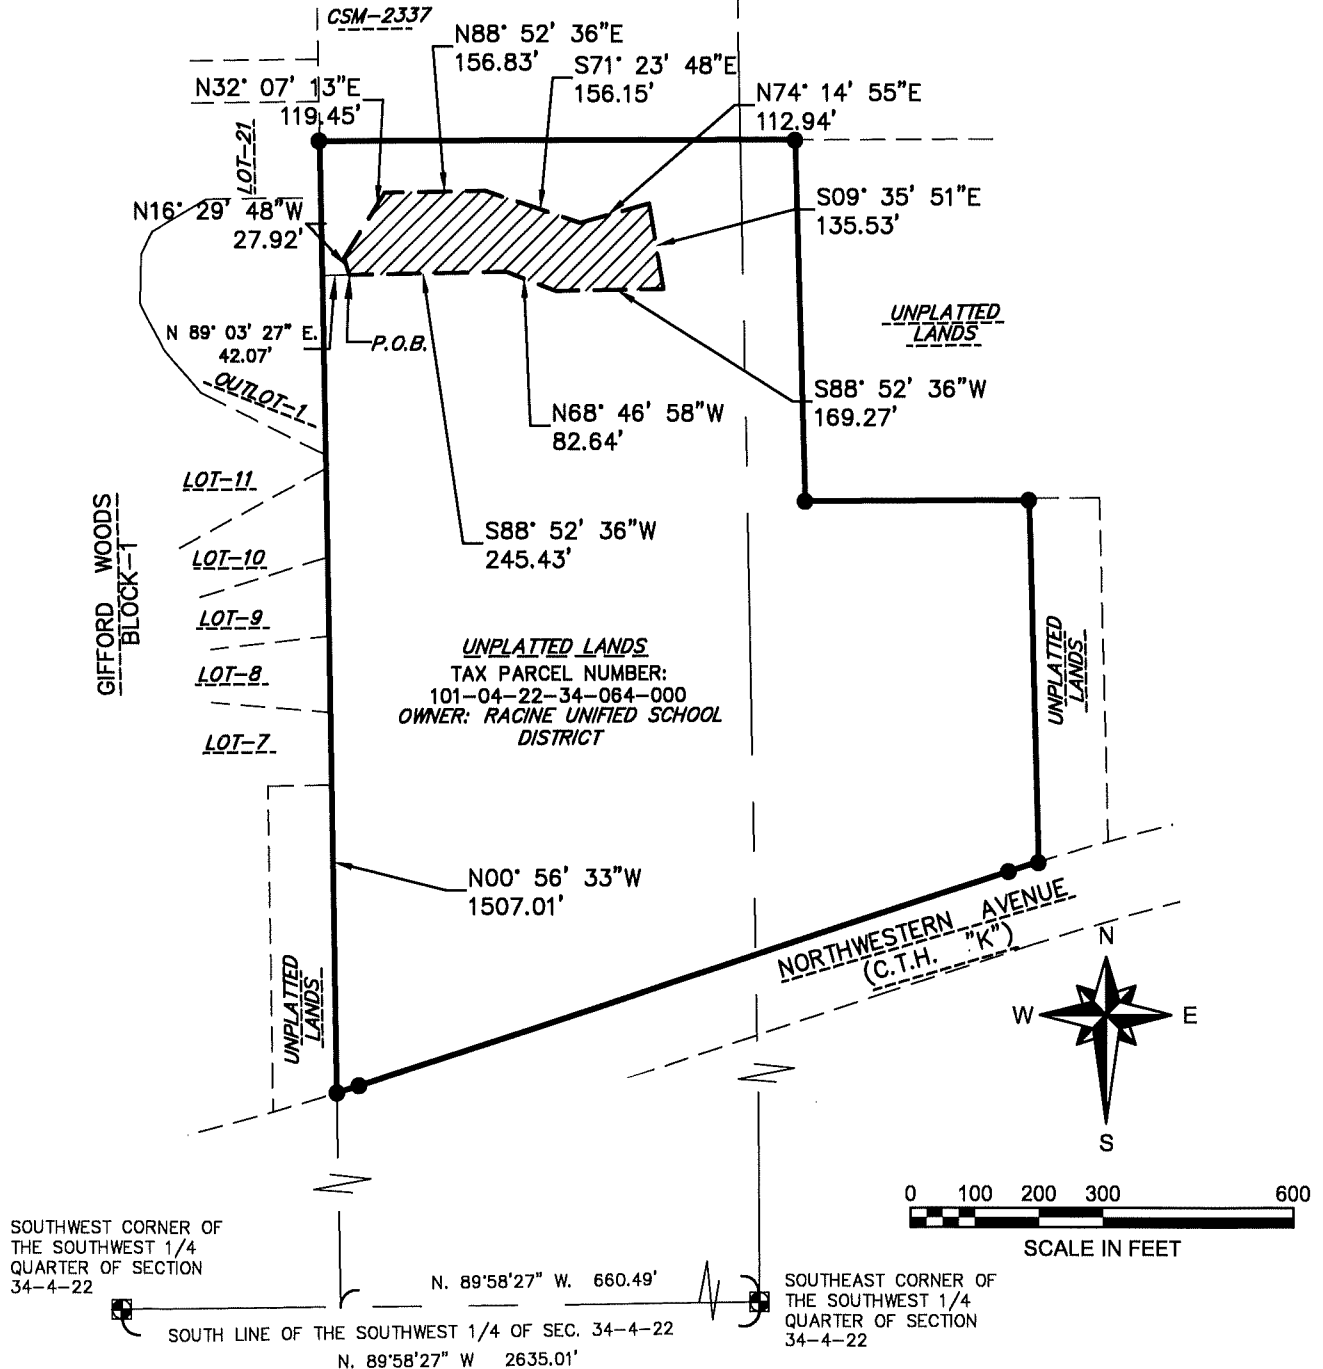 CSM-2337
N88° 52' 36"E
156.83'
S71° 23' 48"E
156.15'
N32° 07' 13"E
119.45'
N74° 14' 55"E
112.94'
LOT-21
N16° 29' 48"W
27.92'
S09° 35' 51"E
135.53'
UNPLATTED
LANDS
N 89° 03' 27" E.
42.07'
P.O.B.
OUTLOT-1
S88° 52' 36"W
169.27'
N68° 46' 58"W
82.64'
LOT-11
GIFFORD WOODS
BLOCK-1
S88° 52' 36"W
245.43'
LOT-10
LOT-9
LOT-8
LOT-7
UNPLATTED LANDS
TAX PARCEL NUMBER:
101-04-22-34-064-000
OWNER: RACINE UNIFIED SCHOOL
DISTRICT
UNPLATTED
LANDS
N00° 56' 33"W
1507.01'
NORTHWESTERN AVENUE
(C.T.H. "K")
UNPLATTED
LANDS
N
W
E
S
0 100 200 300 600
SCALE IN FEET
SOUTHWEST CORNER OF
THE SOUTHWEST 1/4
QUARTER OF SECTION
34-4-22
N. 89°58'27" W. 660.49'
SOUTHEAST CORNER OF
THE SOUTHWEST 1/4
QUARTER OF SECTION
34-4-22
SOUTH LINE OF THE SOUTHWEST 1/4 OF SEC. 34-4-22
N. 89°58'27" W 2635.01'